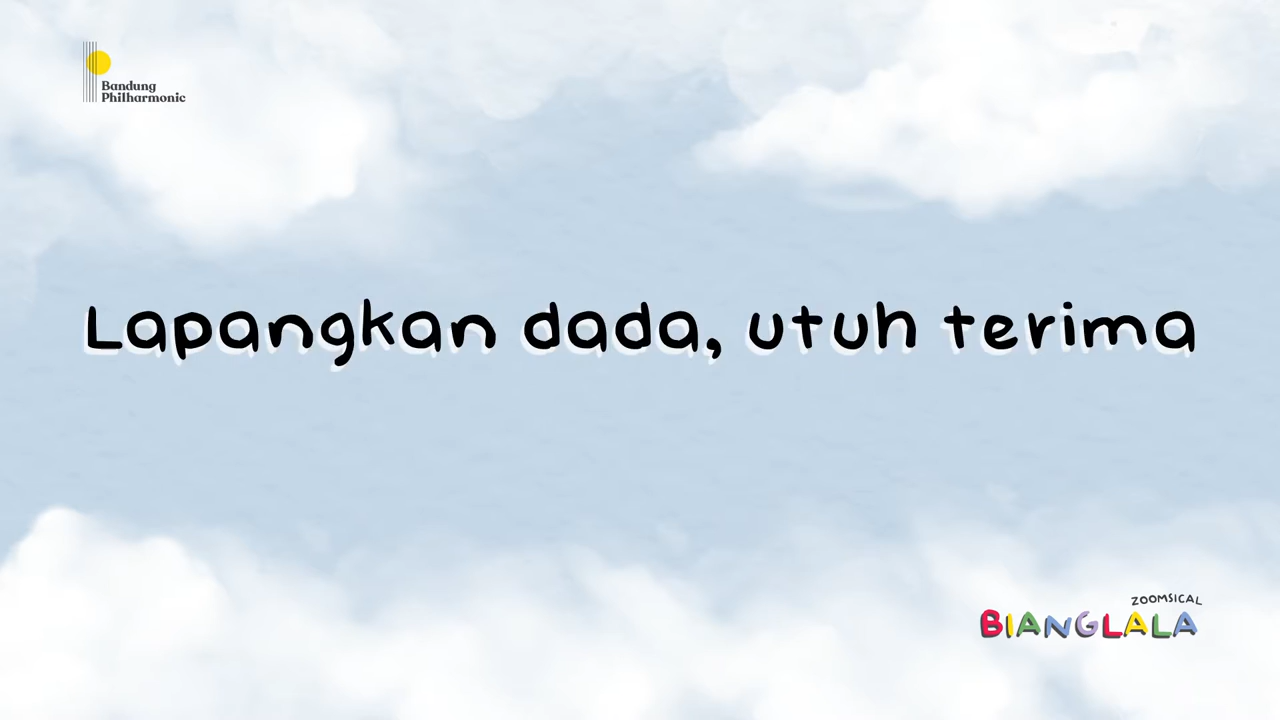 Bandung
Philharmonic
Lapangkan dada, utuh terima
ZOOMSICAL
BIANGLALA